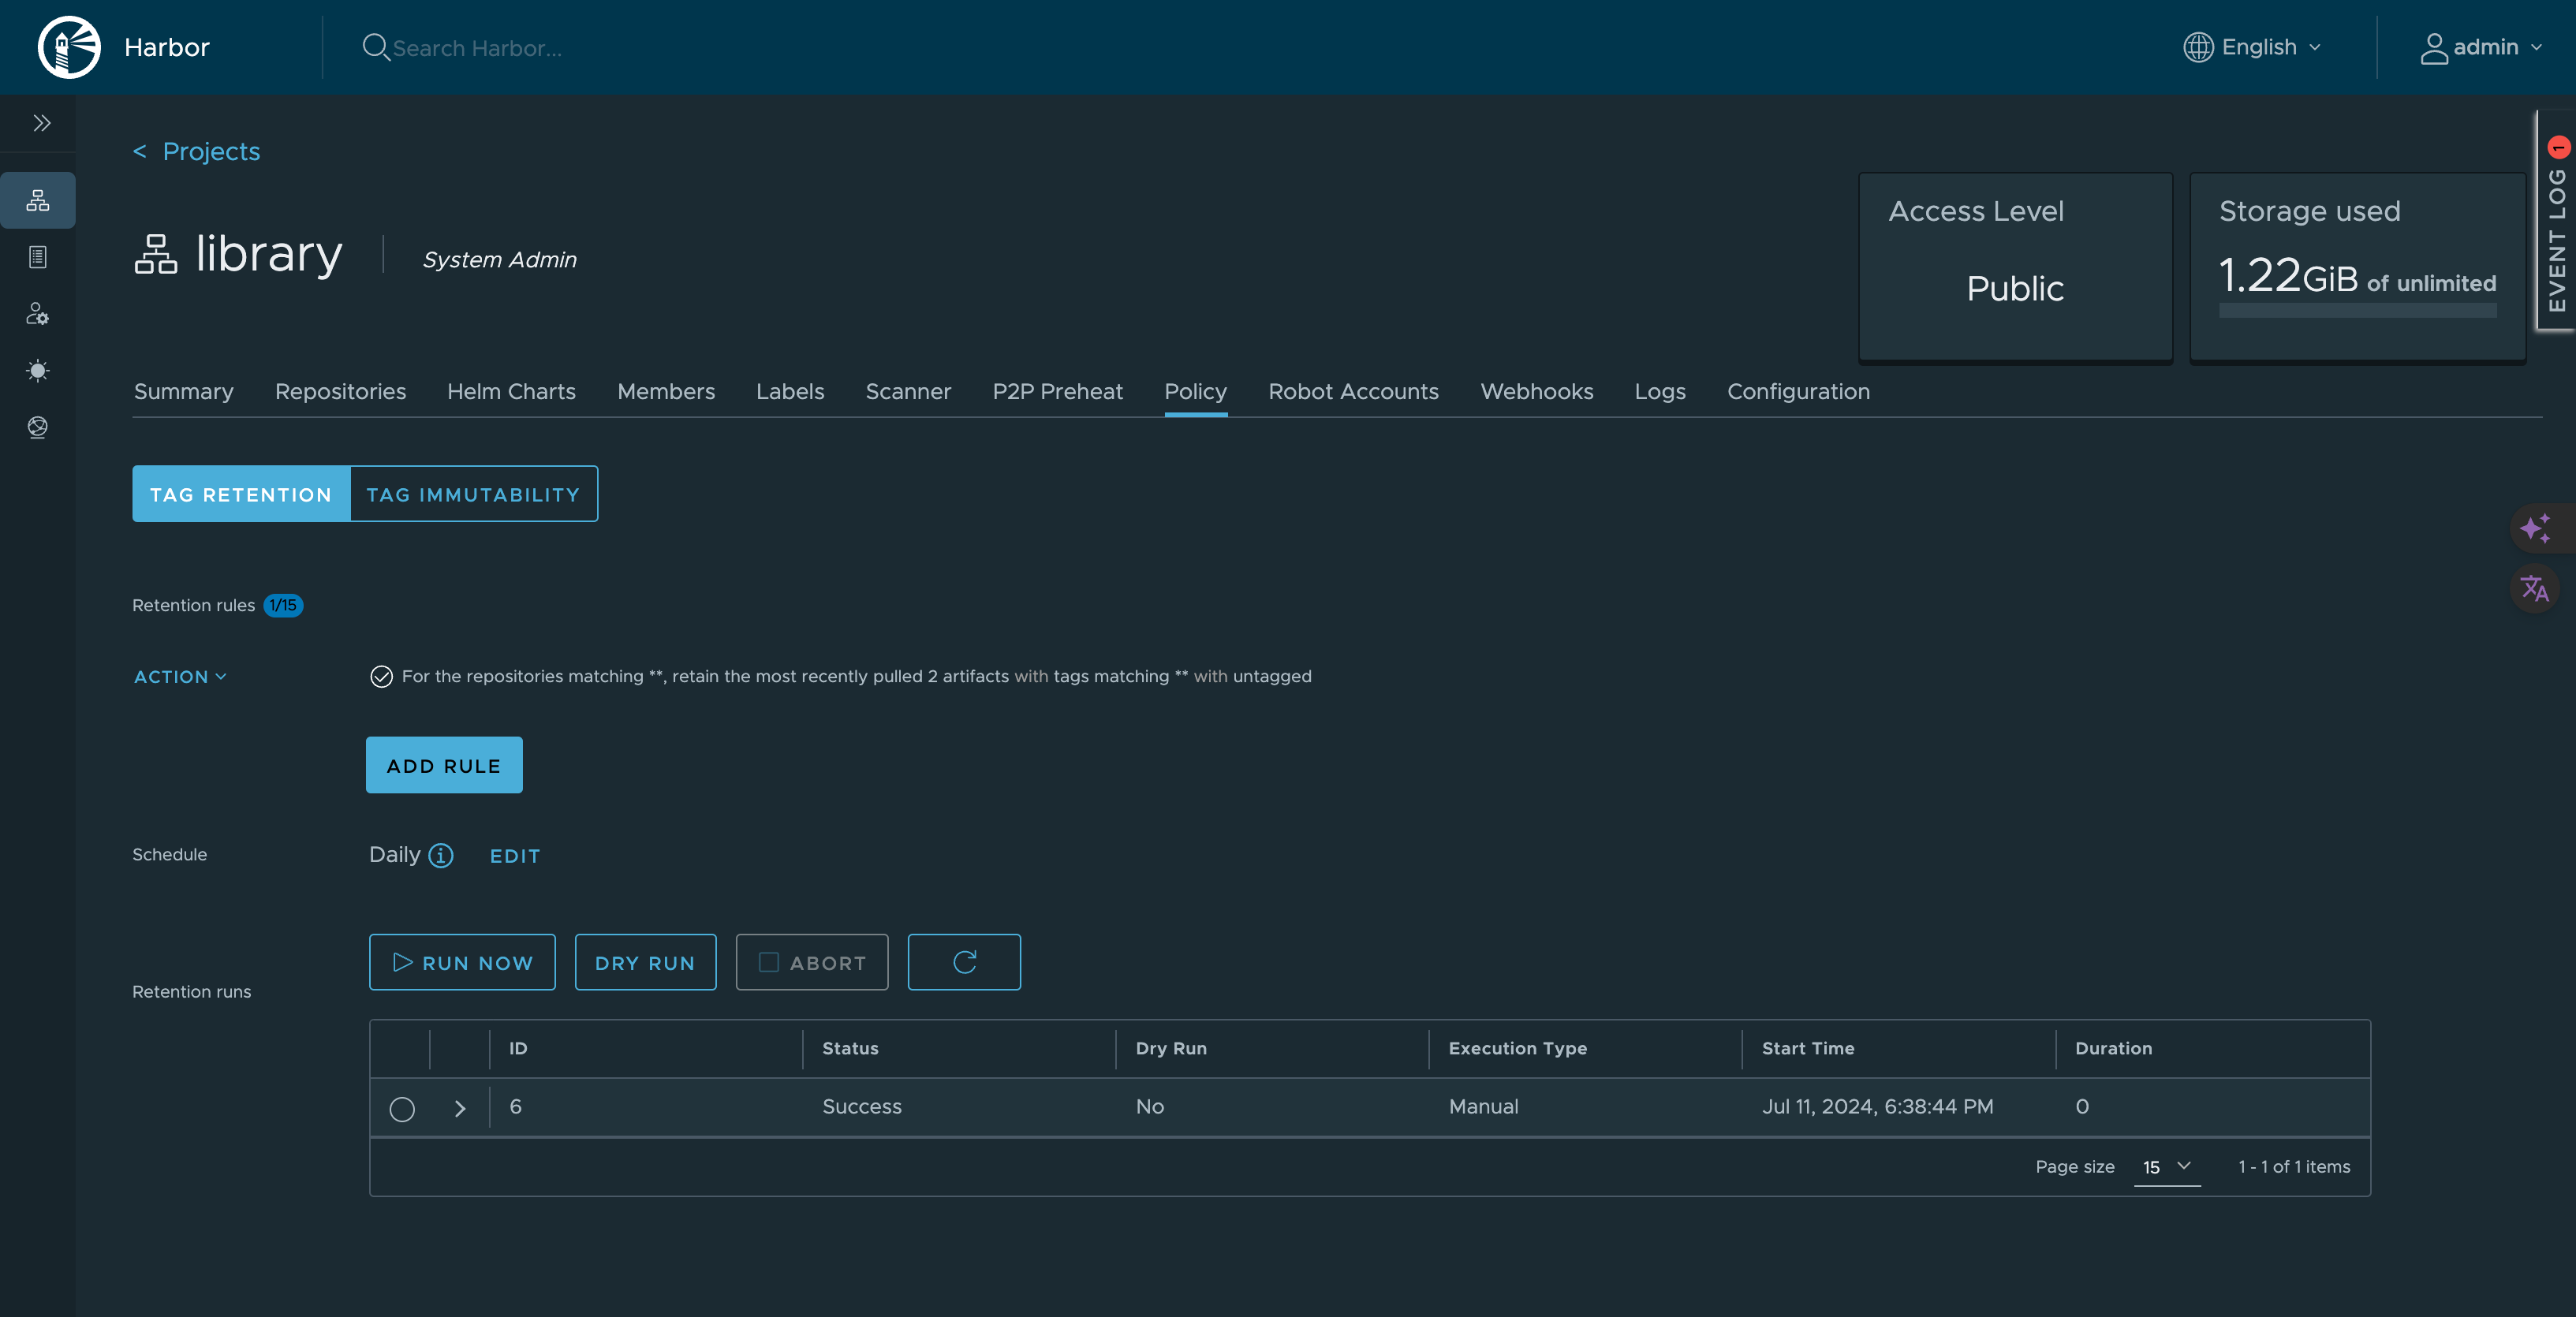 Harbor
Search Harbor...
English
admin
< Projects
library
System Admin
Access Level
Public
Storage used
1.22GiB of unlimited
EVENT LOG 1
Summary Repositories Helm Charts Members Labels Scanner P2P Preheat Policy Robot Accounts Webhooks Logs Configuration
TAG RETENTION TAG IMMUTABILITY
Retention rules 1/15
ACTION For the repositories matching **, retain the most recently pulled 2 artifacts with tags matching ** with untagged
ADD RULE
Schedule Daily EDIT
RUN NOW DRY RUN ABORT
Retention runs
ID Status Dry Run Execution Type Start Time Duration
6 Success No Manual Jul 11, 2024, 6:38:44 PM 0
Page size 15 1 - 1 of 1 items